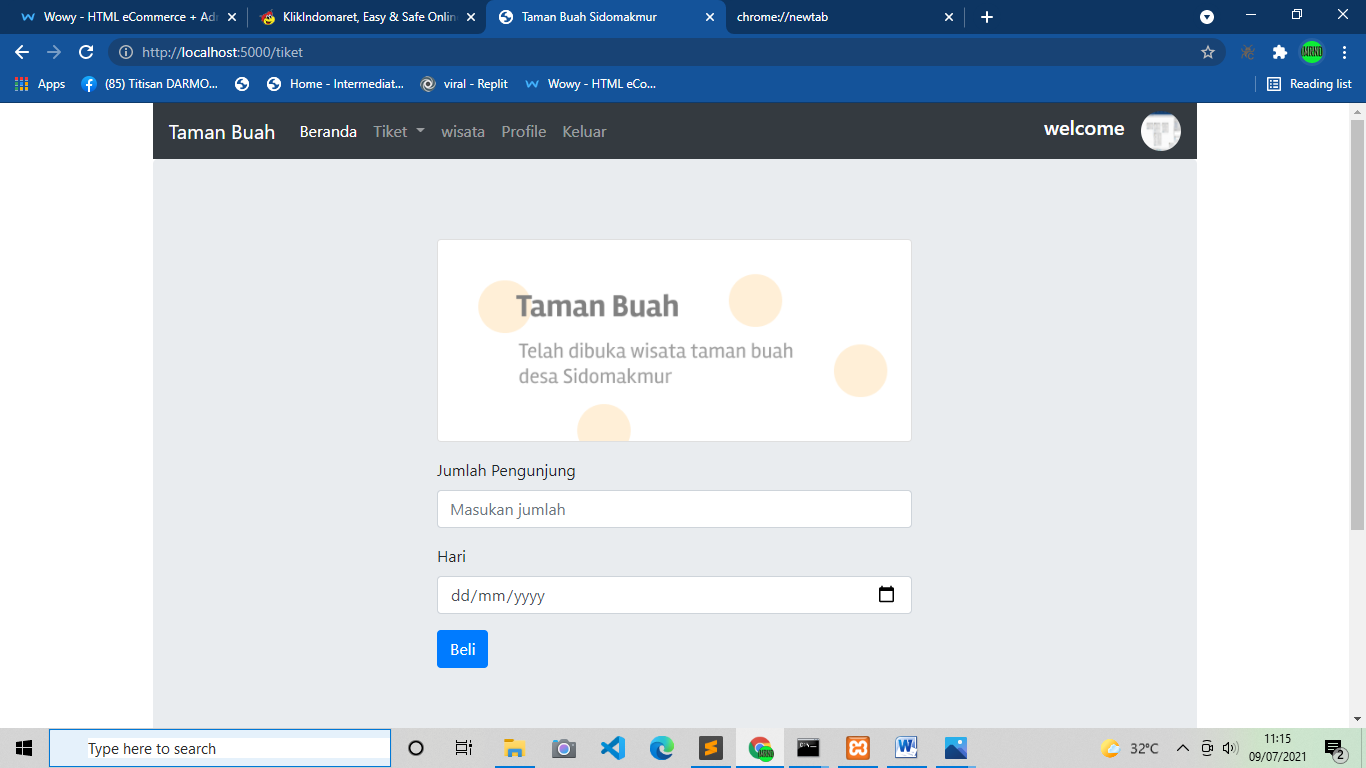 Wowy - HTML eCommerce + Adr
KlikIndomaret, Easy & Safe Onlin
Taman Buah Sidomakmur
chrome://newtab
http://localhost:5000/tiket
Apps
(85) Titisan DARMO...
Home - Intermediat...
viral - Replit
Wowy - HTML eCo...
Reading list
Taman Buah
Beranda
Tiket
wisata
Profile
Keluar
welcome
Taman Buah
Telah dibuka wisata taman buah
desa Sidomakmur
Jumlah Pengunjung
Masukan jumlah
Hari
dd/mm/yyyy
Beli
Type here to search
32°C
11:15
09/07/2021
2